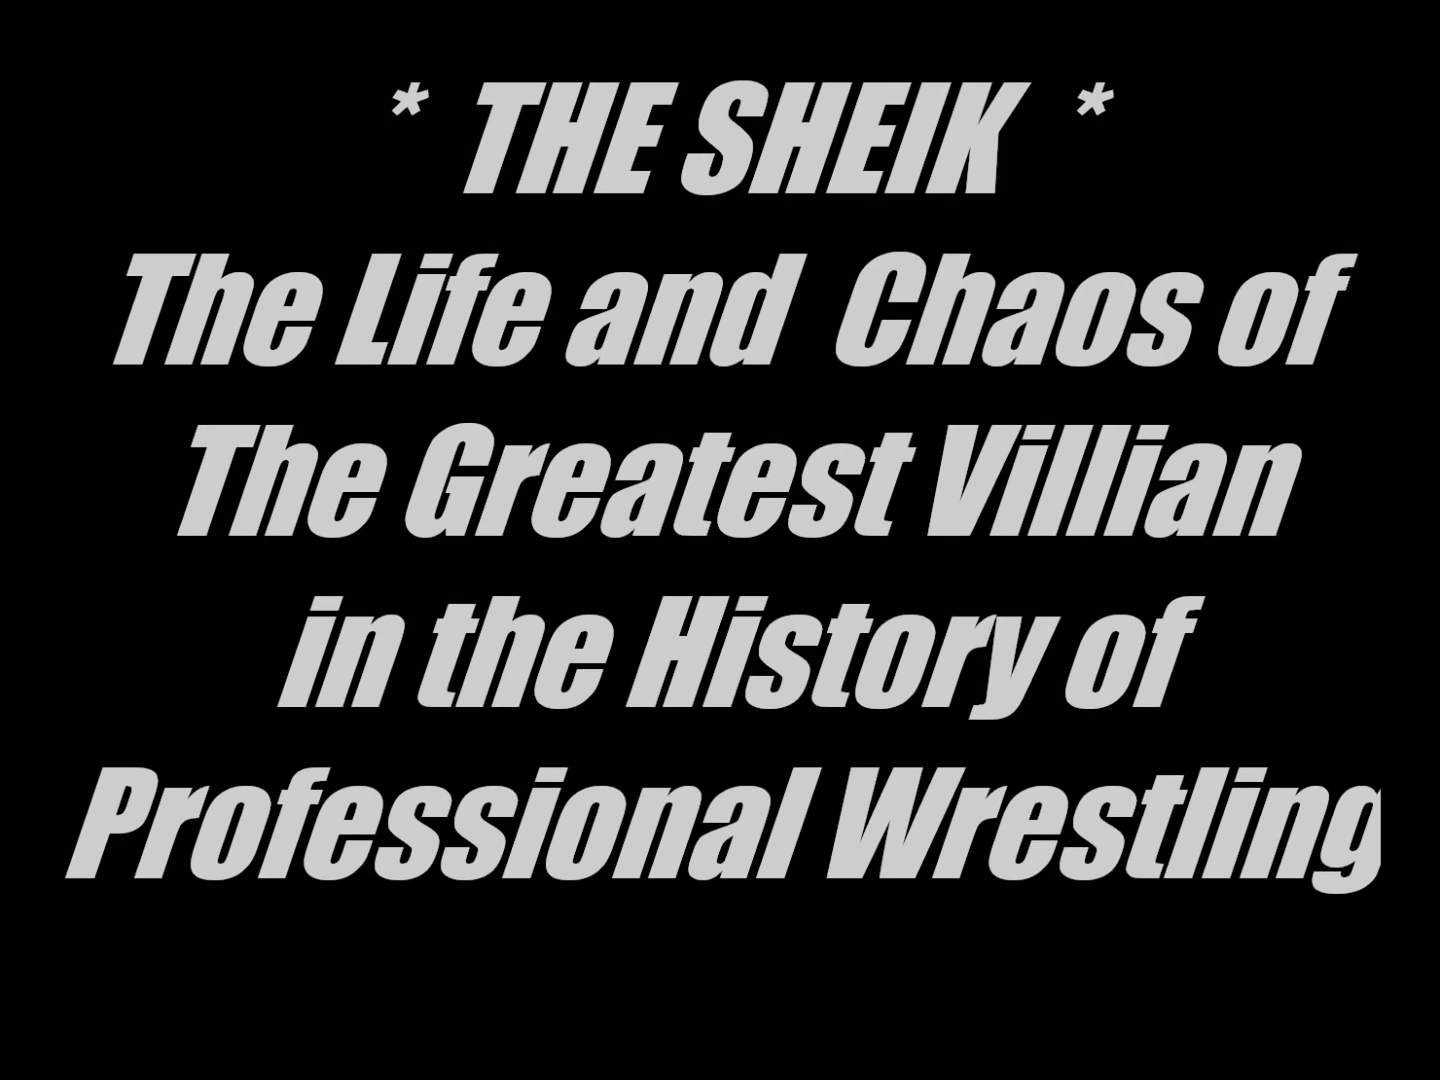 * THE SHEIK *
The Life and Chaos of
The Greatest Villian
in the History of
Professional Wrestling